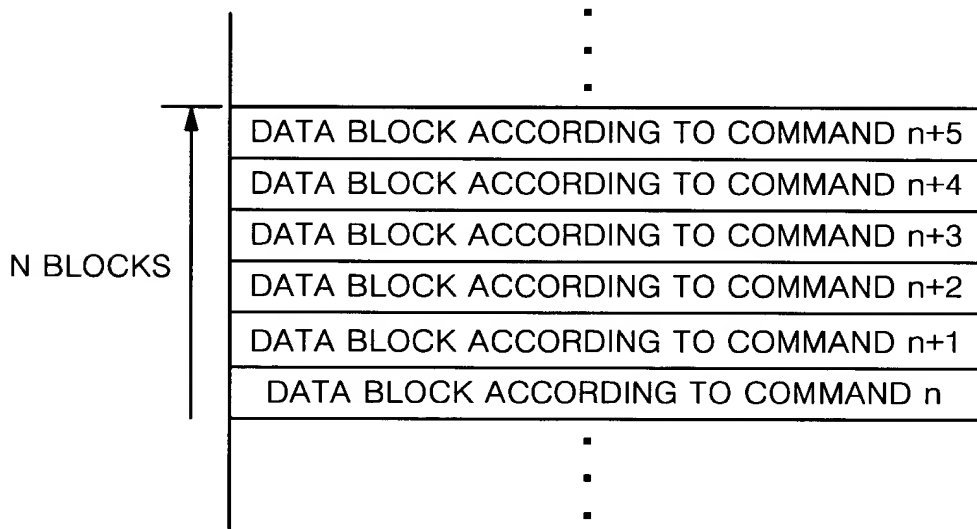 DATA BLOCK ACCORDING TO COMMAND n+5
DATA BLOCK ACCORDING TO COMMAND n+4
DATA BLOCK ACCORDING TO COMMAND n+3
N BLOCKS
DATA BLOCK ACCORDING TO COMMAND n+2
DATA BLOCK ACCORDING TO COMMAND n+1
DATA BLOCK ACCORDING TO COMMAND n